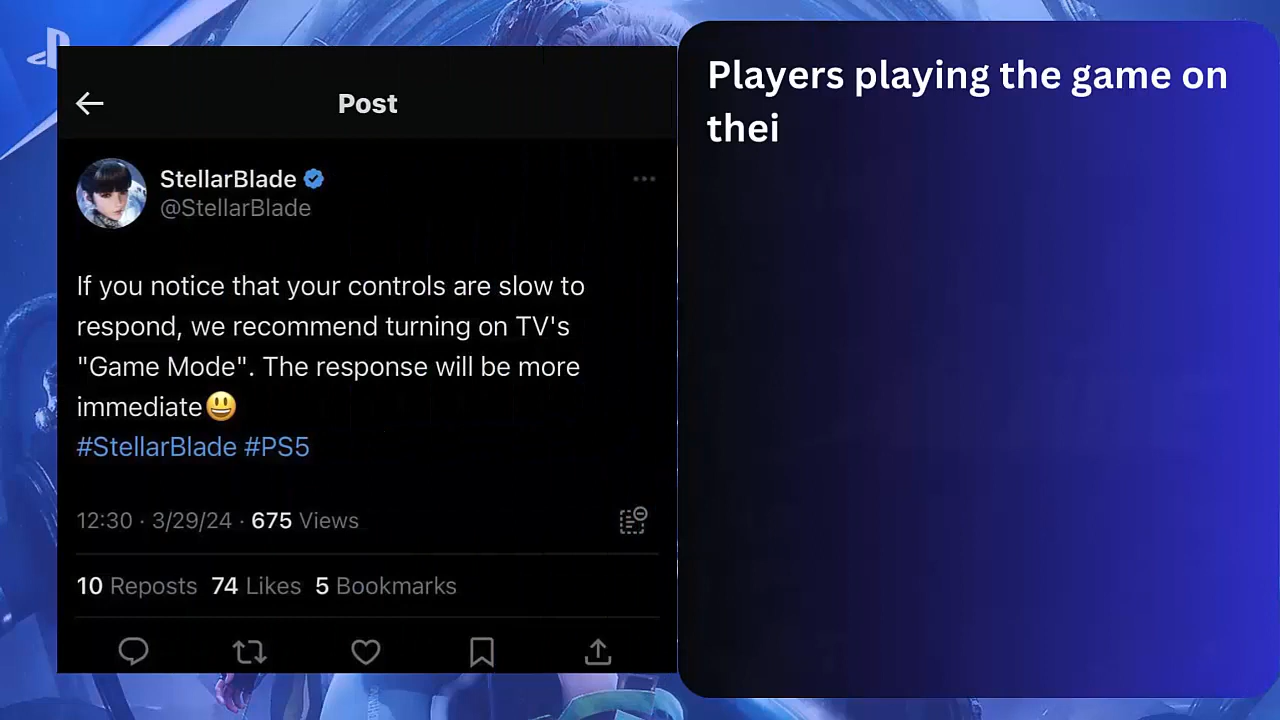 Post
StellarBlade
@StellarBlade
If you notice that your controls are slow to
respond, we recommend turning on TV's
"Game Mode". The response will be more
immediate😃
#StellarBlade #PS5
12:30 · 3/29/24 · 675 Views
10 Reposts 74 Likes 5 Bookmarks
Players playing the game on
thei